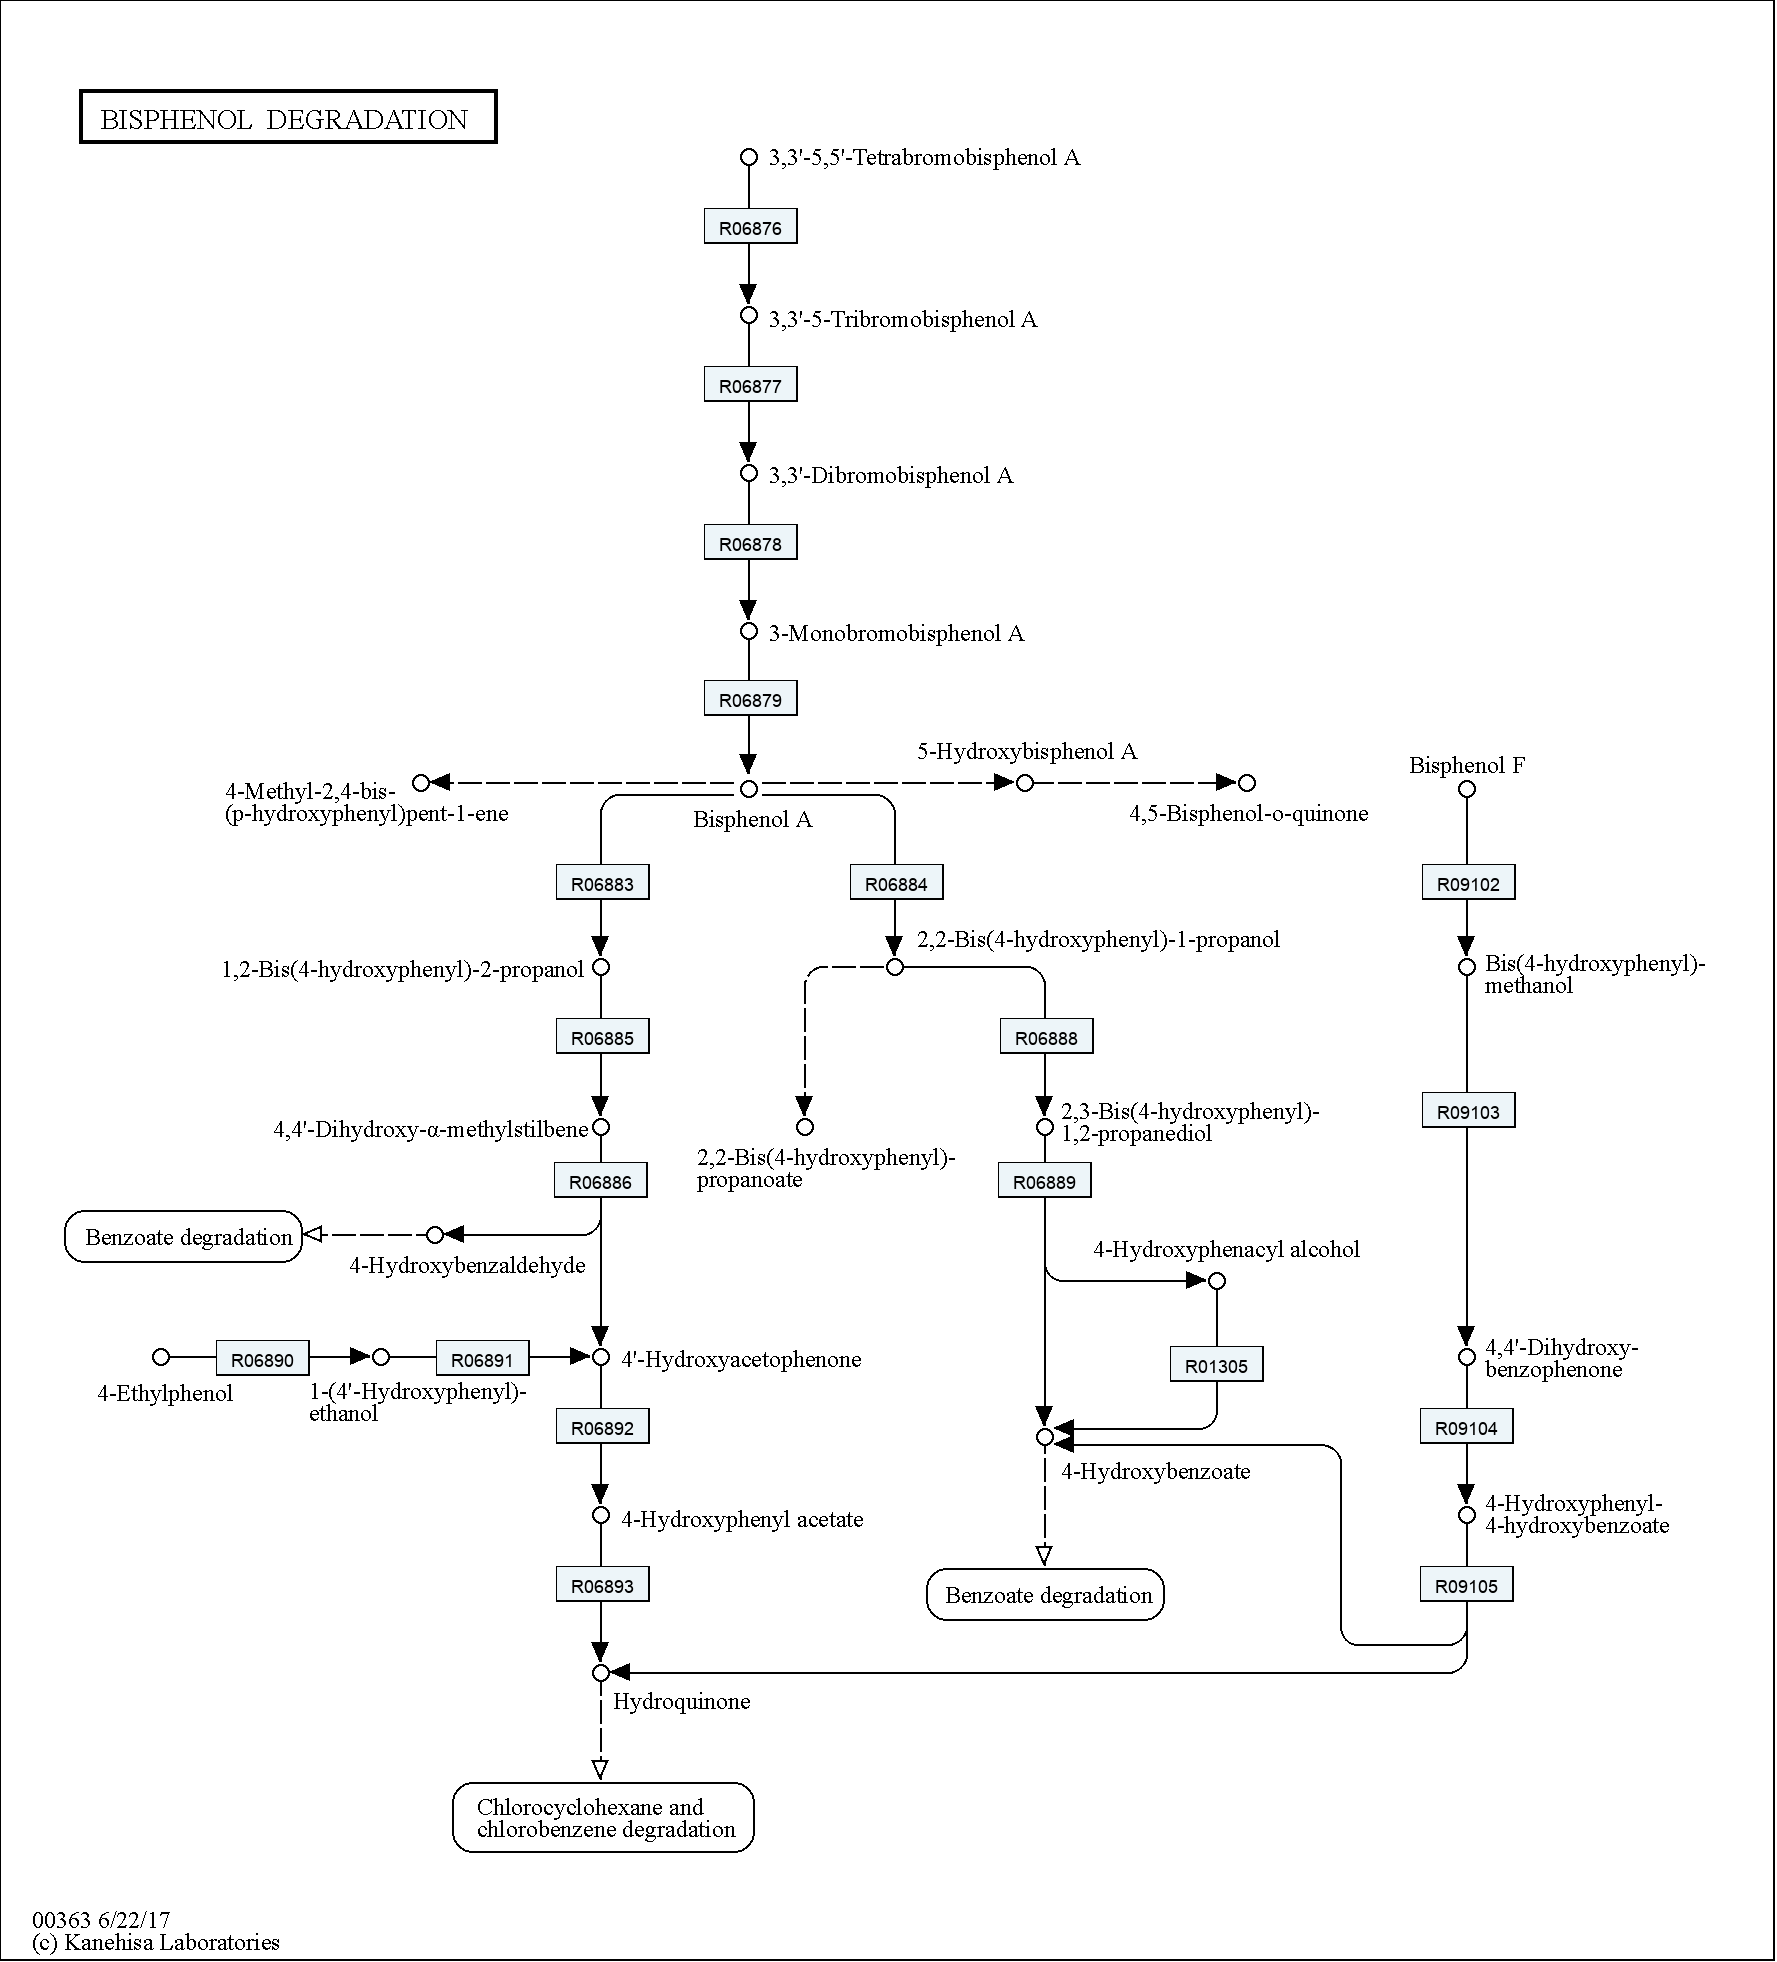 BISPHENOL DEGRADATION
3,3'-5,5'-Tetrabromobisphenol A
R06876
3,3'-5-Tribromobisphenol A
R06877
3,3'-Dibromobisphenol A
R06878
3-Monobromobisphenol A
R06879
5-Hydroxybisphenol A
Bisphenol F
4-Methyl-2,4-bis-
(p-hydroxyphenyl)pent-1-ene
Bisphenol A
4,5-Bisphenol-o-quinone
R06883
R06884
R09102
2,2-Bis(4-hydroxyphenyl)-1-propanol
1,2-Bis(4-hydroxyphenyl)-2-propanol
Bis(4-hydroxyphenyl)-
methanol
R06885
R06888
R09103
4,4'-Dihydroxy-α-methylstilbene
2,3-Bis(4-hydroxyphenyl)-
1,2-propanediol
2,2-Bis(4-hydroxyphenyl)-
propanoate
R06886
R06889
Benzoate degradation
4-Hydroxybenzaldehyde
4-Hydroxyphenacyl alcohol
R06890
R06891
4'-Hydroxyacetophenone
R01305
4,4'-Dihydroxy-
benzophenone
4-Ethylphenol
1-(4'-Hydroxyphenyl)-
ethanol
R06892
R09104
4-Hydroxybenzoate
4-Hydroxyphenyl acetate
4-Hydroxyphenyl-
4-hydroxybenzoate
R06893
Benzoate degradation
R09105
Hydroquinone
Chlorocyclohexane and
chlorobenzene degradation
00363 6/22/17
(c) Kanehisa Laboratories